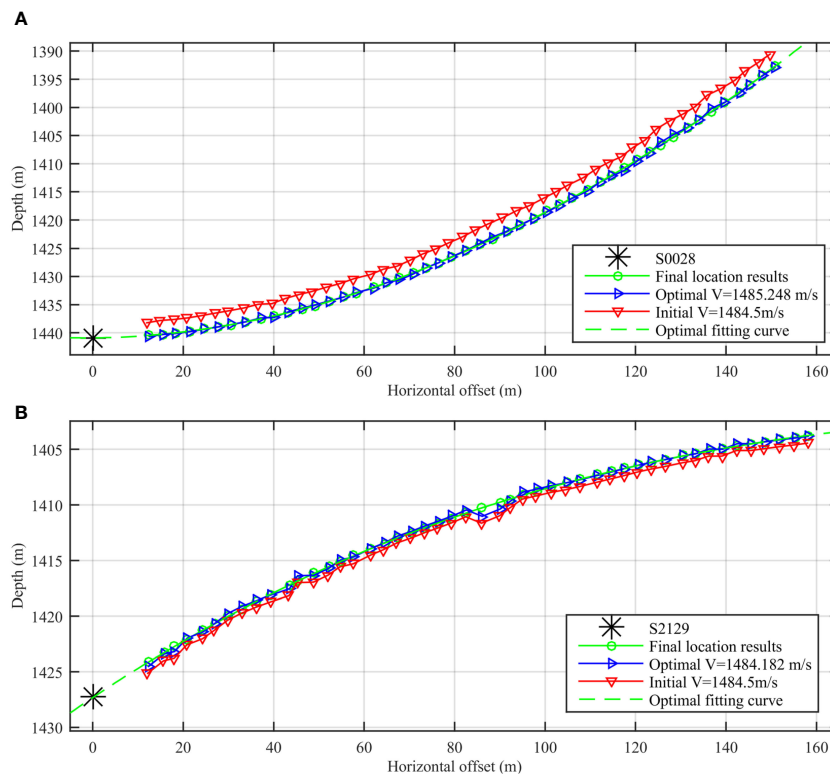 A
1390
1395
1400
1405
1410
1415
1420
1425
1430
1435
1440
Depth (m)
S0028
Final location results
Optimal V=1485.248 m/s
Initial V=1484.5m/s
Optimal fitting curve
0 20 40 60 80 100 120 140 160
Horizontal offset (m)
B
1405
1410
1415
1420
1425
1430
Depth (m)
S2129
Final location results
Optimal V=1484.182 m/s
Initial V=1484.5m/s
Optimal fitting curve
0 20 40 60 80 100 120 140 160
Horizontal offset (m)